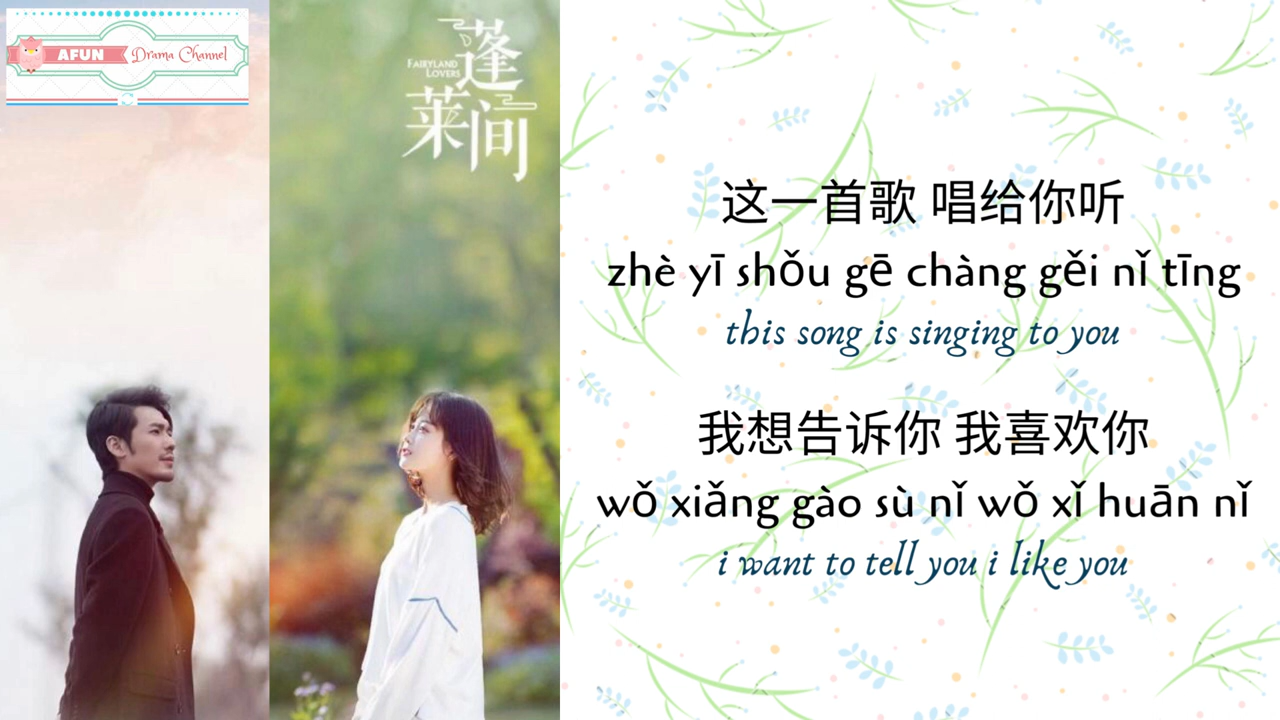 AFUN Drama Channel
FAIRYLAND
LOVERS
蓬莱间
这一首歌 唱给你听
zhè yī shǒu gē chàng gěi nǐ tīng
this song is singing to you
我想告诉你 我喜欢你
wǒ xiǎng gào sù nǐ wǒ xǐ huān nǐ
i want to tell you i like you